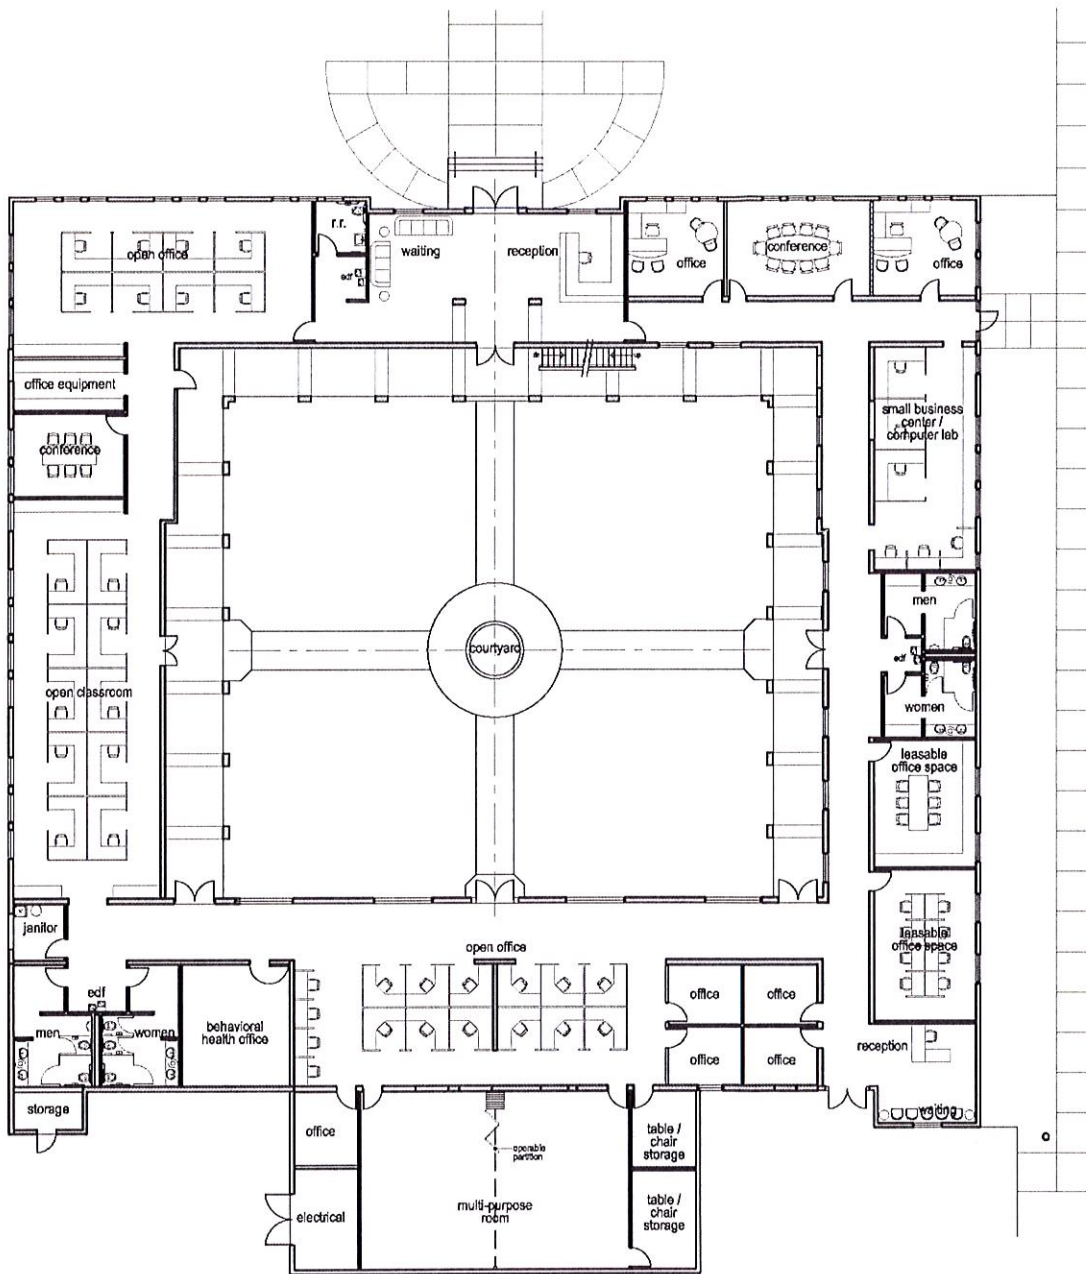 r.r.
waiting
reception
office
conference
office
open office
edf
office equipment
conference
small business
center /
computer lab
men
edf
women
courtyard
open classroom
leasable
office space
leasable
office space
janitor
open office
edf
men
women
behavioral
health office
office
office
office
office
reception
waiting
storage
office
operable
partition
table /
chair
storage
electrical
multi-purpose
room
table /
chair
storage